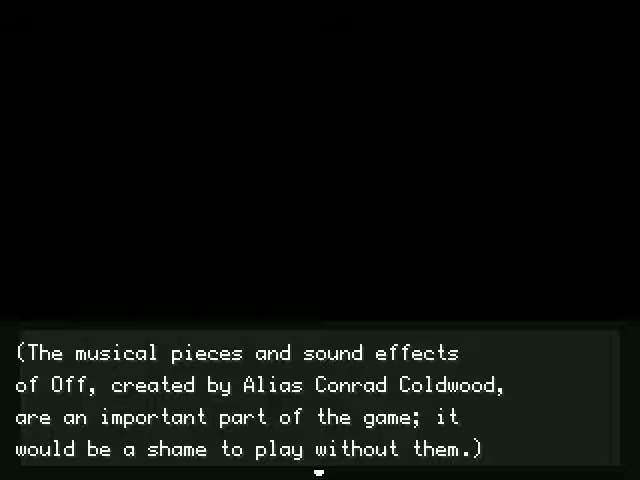 (The musical pieces and sound effects
of Off, created by Alias Conrad Coldwood,
are an important part of the game; it
would be a shame to play without them.)